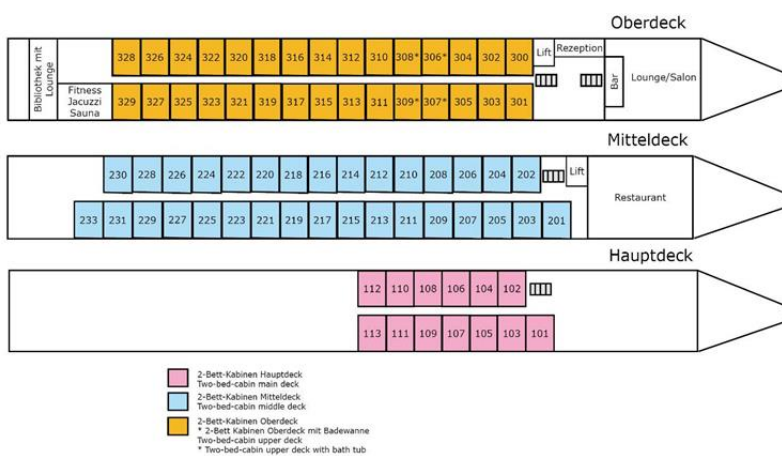 Oberdeck
Bibliothek mit
Lounge
Fitness
Jacuzzi
Sauna
328 326 324 322 320 318 316 314 312 310 308* 306* 304 302 300
329 327 325 323 321 319 317 315 313 311 309* 307* 305 303 301
Lift
Rezeption
Bar
Lounge/Salon
Mitteldeck
230 228 226 224 222 220 218 216 214 212 210 208 206 204 202
233 231 229 227 225 223 221 219 217 215 213 211 209 207 205 203 201
Lift
Restaurant
Hauptdeck
112 110 108 106 104 102
113 111 109 107 105 103 101
2-Bett-Kabinen Hauptdeck
Two-bed-cabin main deck
2-Bett-Kabinen Mitteldeck
Two-bed-cabin middle deck
2-Bett-Kabinen Oberdeck
* 2-Bett Kabinen Oberdeck mit Badewanne
Two-bed-cabin upper deck
* Two-bed-cabin upper deck with bath tub